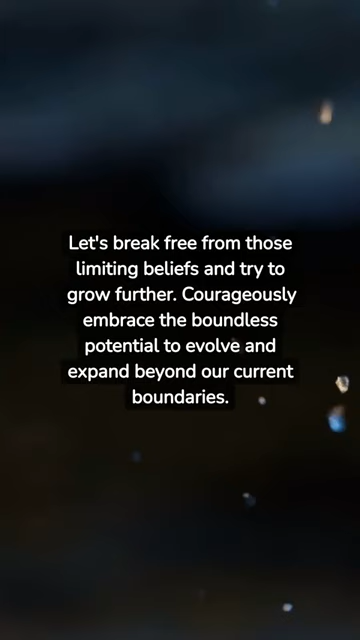 Let's break free from those
limiting beliefs and try to
grow further. Courageously
embrace the boundless
potential to evolve and
expand beyond our current
boundaries.